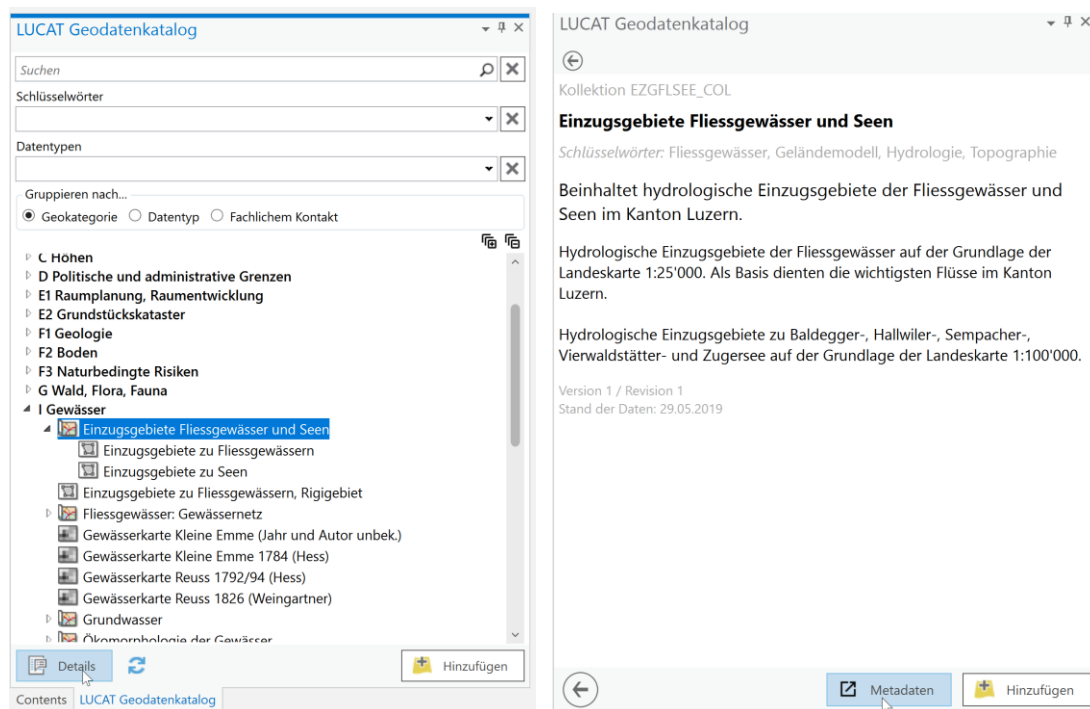 LUCAT Geodatenkatalog
Suchen
Schlüsselwörter
Datentypen
Gruppieren nach...
Geokategorie Datentyp Fachlichem Kontakt
C Höhen
D Politische und administrative Grenzen
E1 Raumplanung, Raumentwicklung
E2 Grundstückskataster
F1 Geologie
F2 Boden
F3 Naturbedingte Risiken
G Wald, Flora, Fauna
I Gewässer
Einzugsgebiete Fliessgewässer und Seen
Einzugsgebiete zu Fliessgewässern
Einzugsgebiete zu Seen
Einzugsgebiete zu Fliessgewässern, Rigigebiet
Fliessgewässer: Gewässernetz
Gewässerkarte Kleine Emme (Jahr und Autor unbek.)
Gewässerkarte Kleine Emme 1784 (Hess)
Gewässerkarte Reuss 1792/94 (Hess)
Gewässerkarte Reuss 1826 (Weingartner)
Grundwasser
Ökomorphologie der Gewässer
Details Hinzufügen
Contents LUCAT Geodatenkatalog
LUCAT Geodatenkatalog
Kollektion EZGFLSEE_COL
Einzugsgebiete Fliessgewässer und Seen
Schlüsselwörter: Fliessgewässer, Geländemodell, Hydrologie, Topographie
Beinhaltet hydrologische Einzugsgebiete der Fliessgewässer und
Seen im Kanton Luzern.
Hydrologische Einzugsgebiete der Fliessgewässer auf der Grundlage der
Landeskarte 1:25'000. Als Basis dienten die wichtigsten Flüsse im Kanton
Luzern.
Hydrologische Einzugsgebiete zu Baldegger-, Hallwiler-, Sempacher-,
Vierwaldstätter- und Zugersee auf der Grundlage der Landeskarte 1:100'000.
Version 1 / Revision 1
Stand der Daten: 29.05.2019
Metadaten Hinzufügen